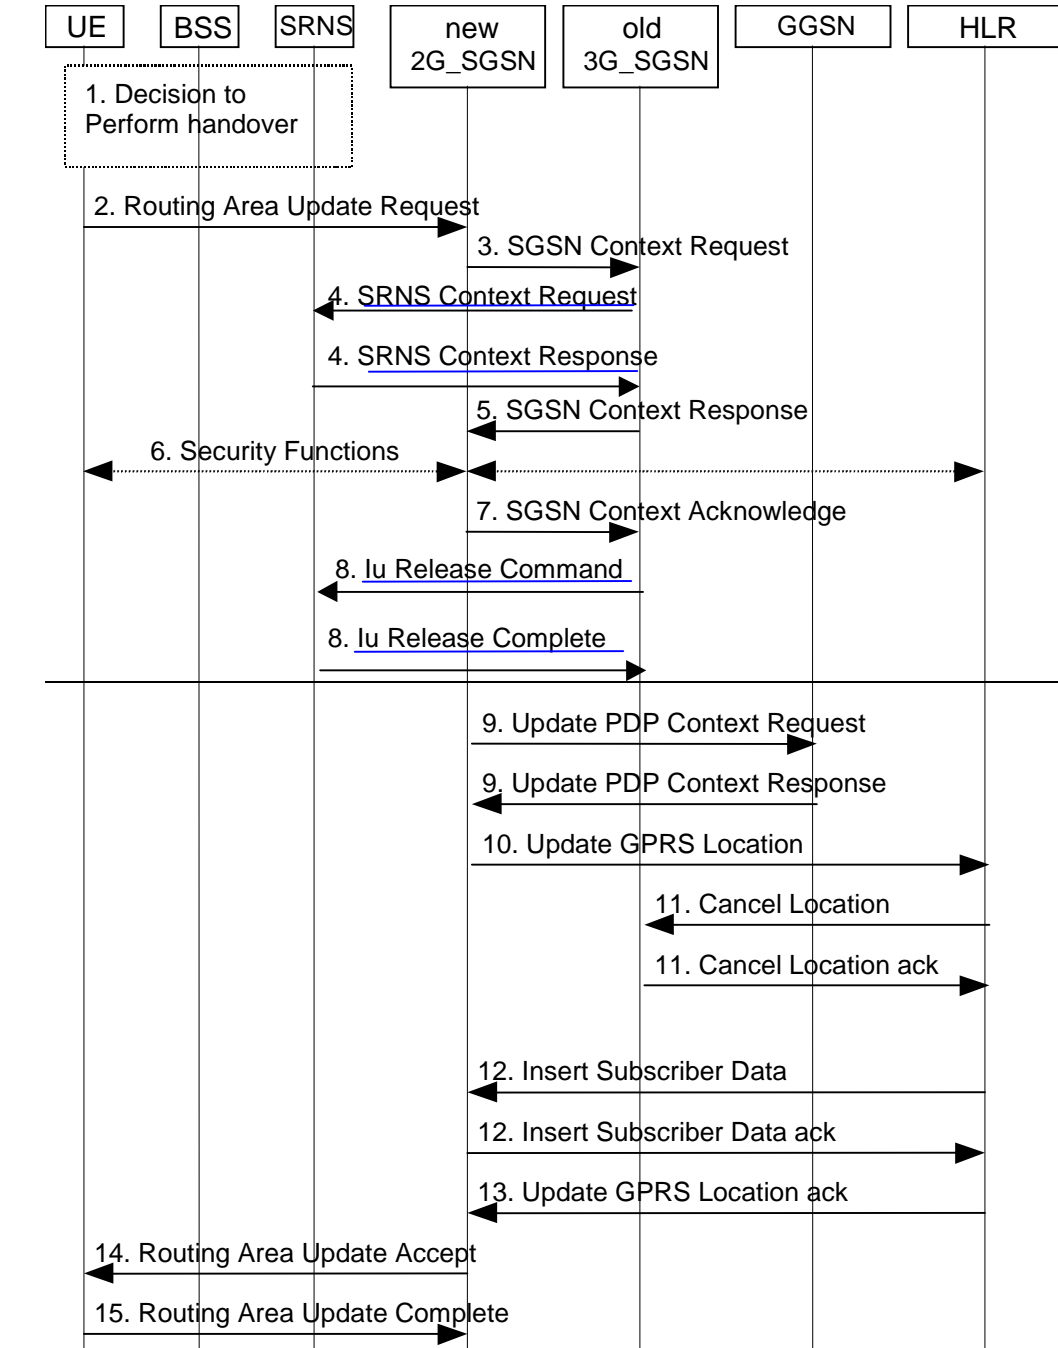 UE
BSS
SRNS
new
2G_SGSN
old
3G_SGSN
GGSN
HLR
1. Decision to
Perform handover
2. Routing Area Update Request
3. SGSN Context Request
4. SRNS Context Request
4. SRNS Context Response
5. SGSN Context Response
6. Security Functions
7. SGSN Context Acknowledge
8. Iu Release Command
8. Iu Release Complete
9. Update PDP Context Request
9. Update PDP Context Response
10. Update GPRS Location
11. Cancel Location
11. Cancel Location ack
12. Insert Subscriber Data
12. Insert Subscriber Data ack
13. Update GPRS Location ack
14. Routing Area Update Accept
15. Routing Area Update Complete